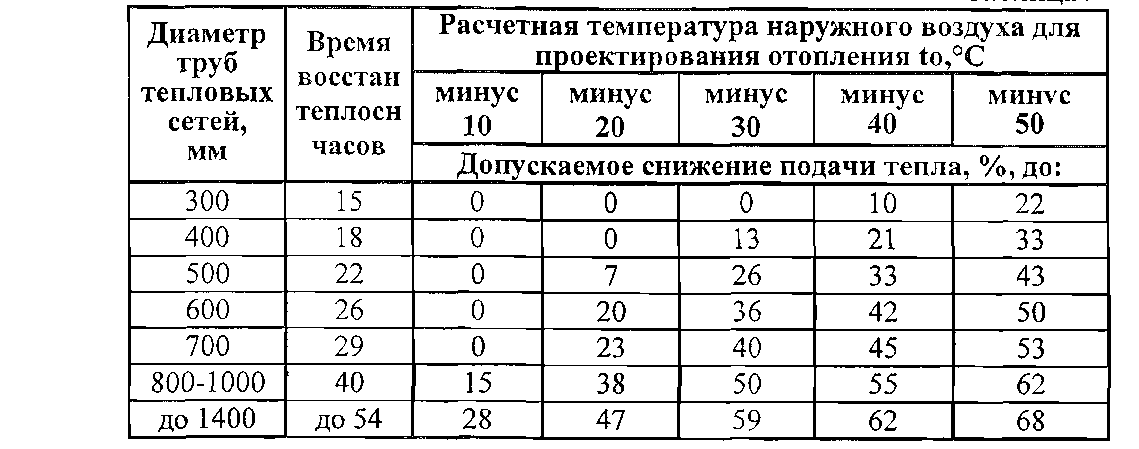 Диаметр труб тепловых сетей, мм
Время восстан теплосн часов
Расчетная температура наружного воздуха для проектирования отопления to,°С
минус 10 минус 20 минус 30 минус 40 минус 50
Допускаемое снижение подачи тепла, %, до:
300 15 0 0 0 10 22
400 18 0 0 13 21 33
500 22 0 7 26 33 43
600 26 0 20 36 42 50
700 29 0 23 40 45 53
800-1000 40 15 38 50 55 62
до 1400 до 54 28 47 59 62 68